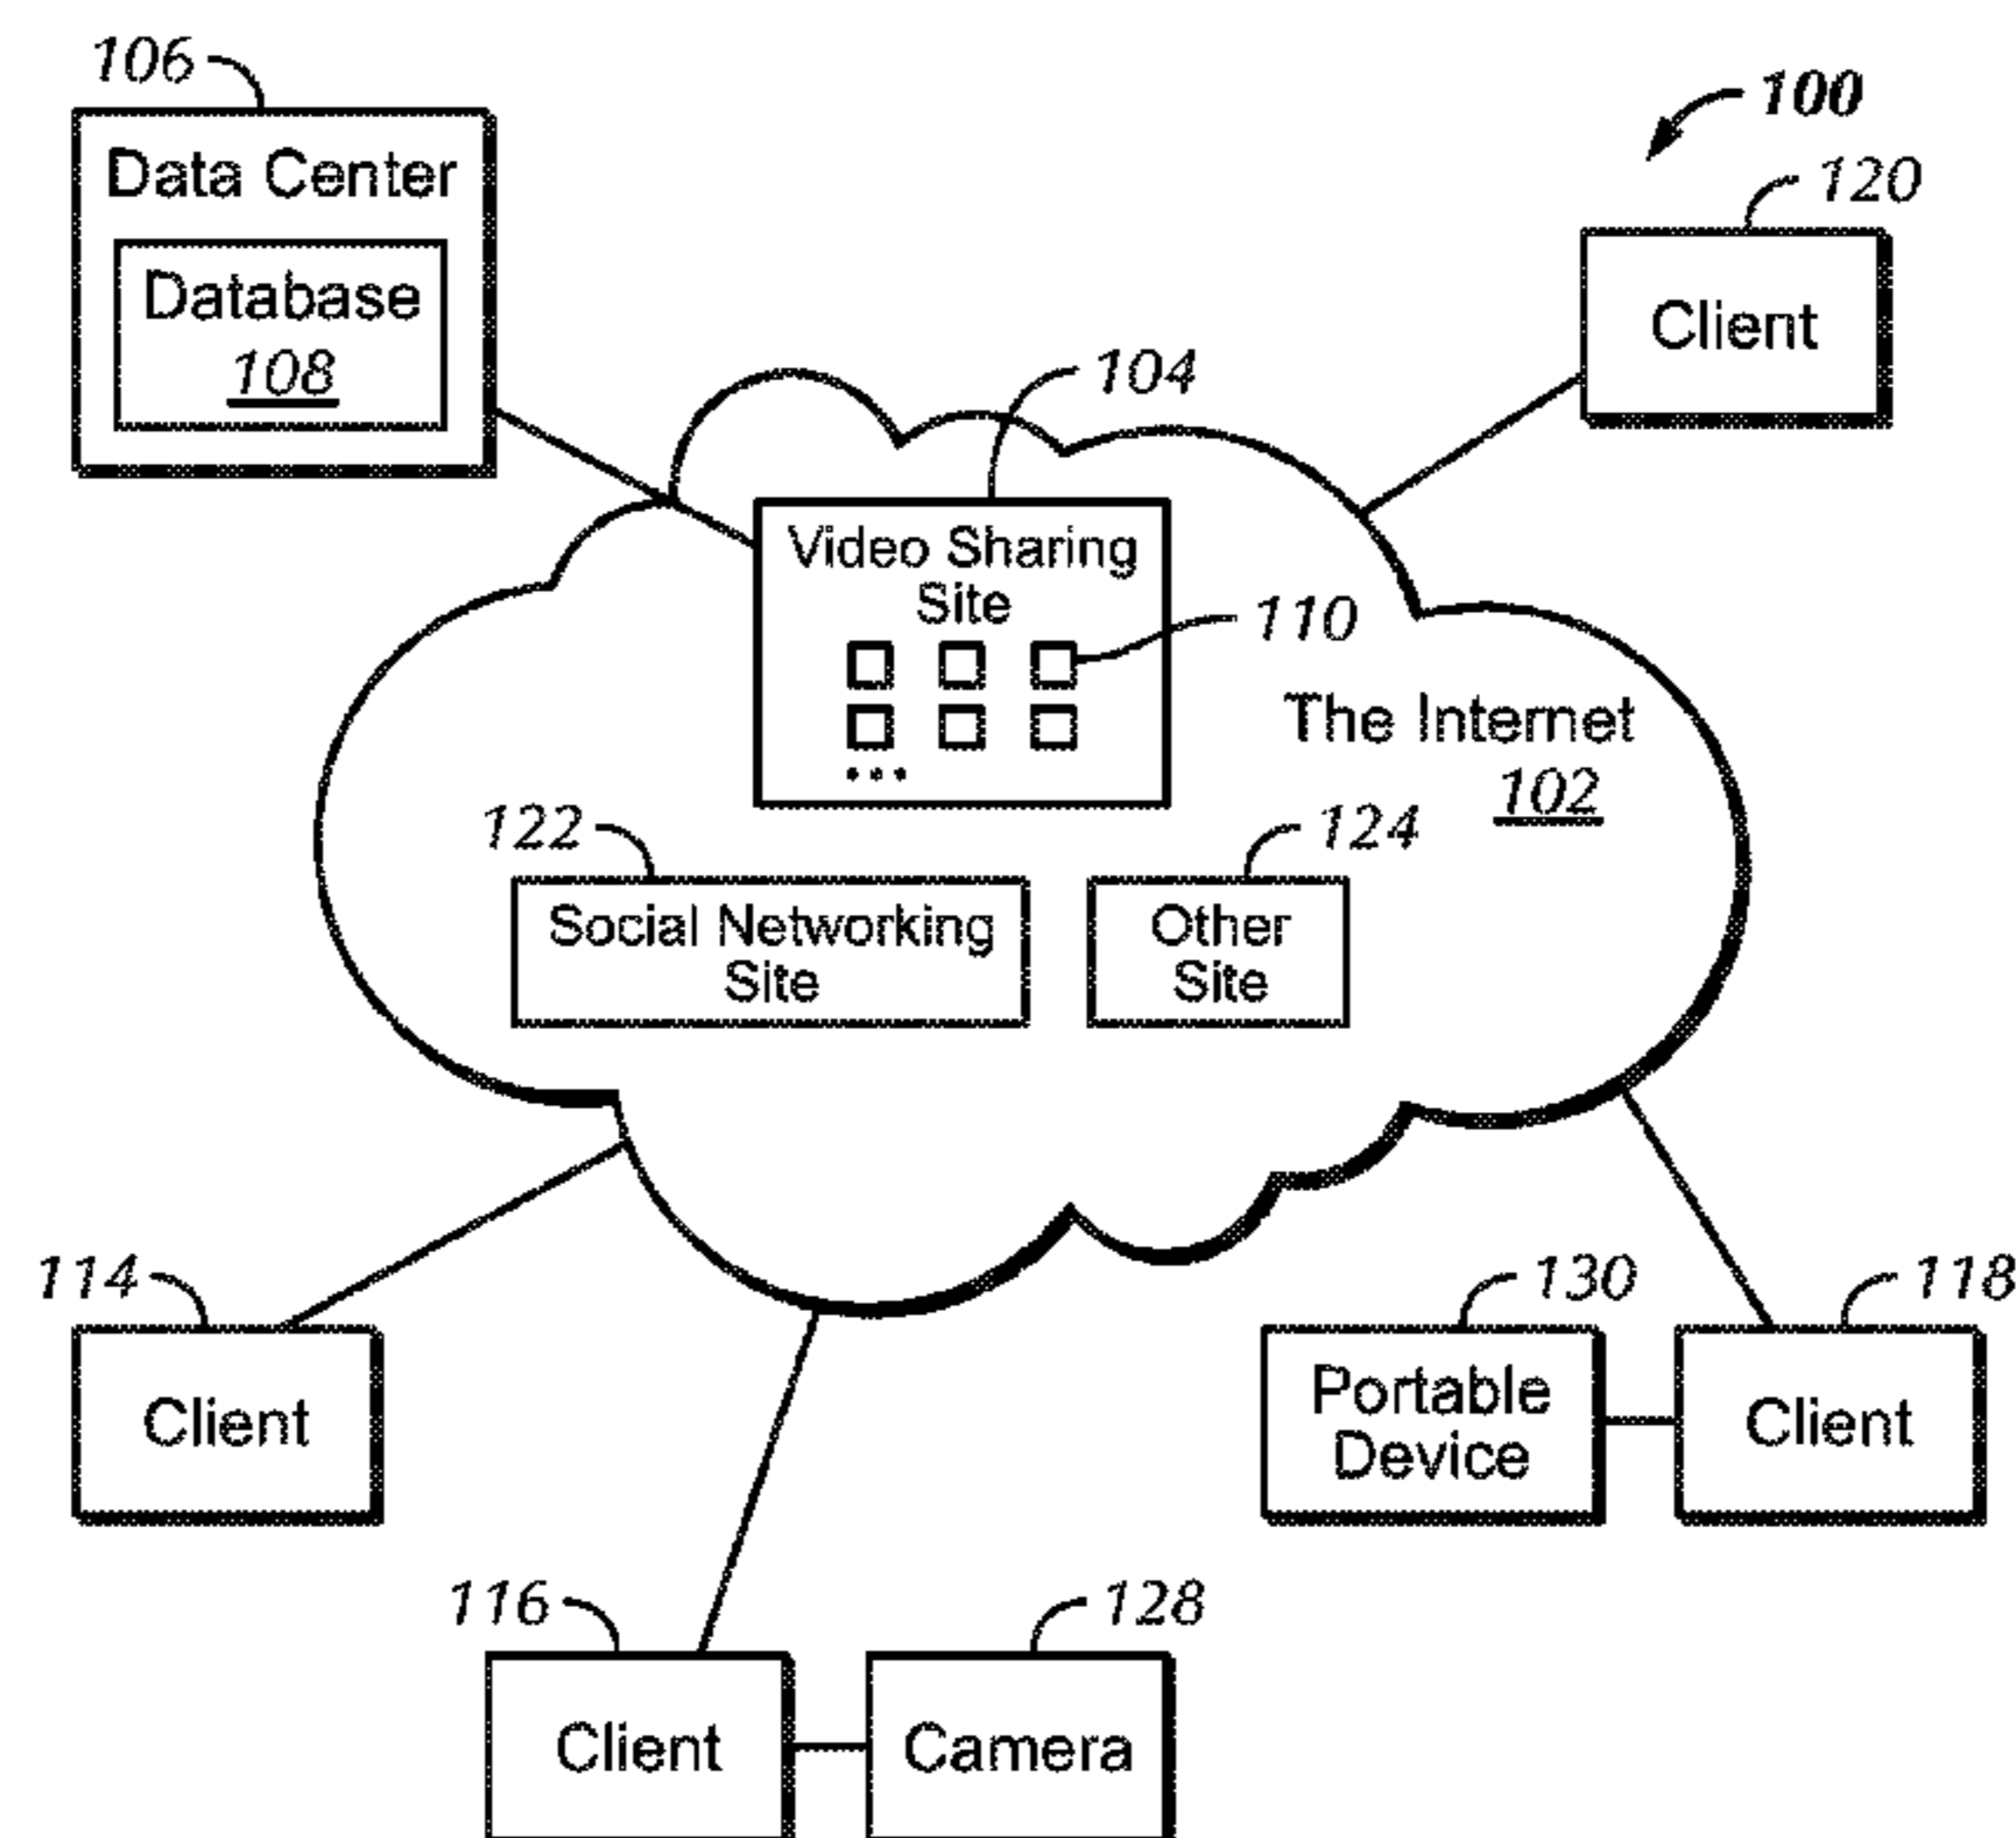 106
100
Data Center
120
Database
108
Client
104
Video Sharing
Site
110
...
The Internet
102
122
124
Social Networking
Site
Other
Site
114
130
118
Client
Portable
Device
Client
116
128
Client
Camera